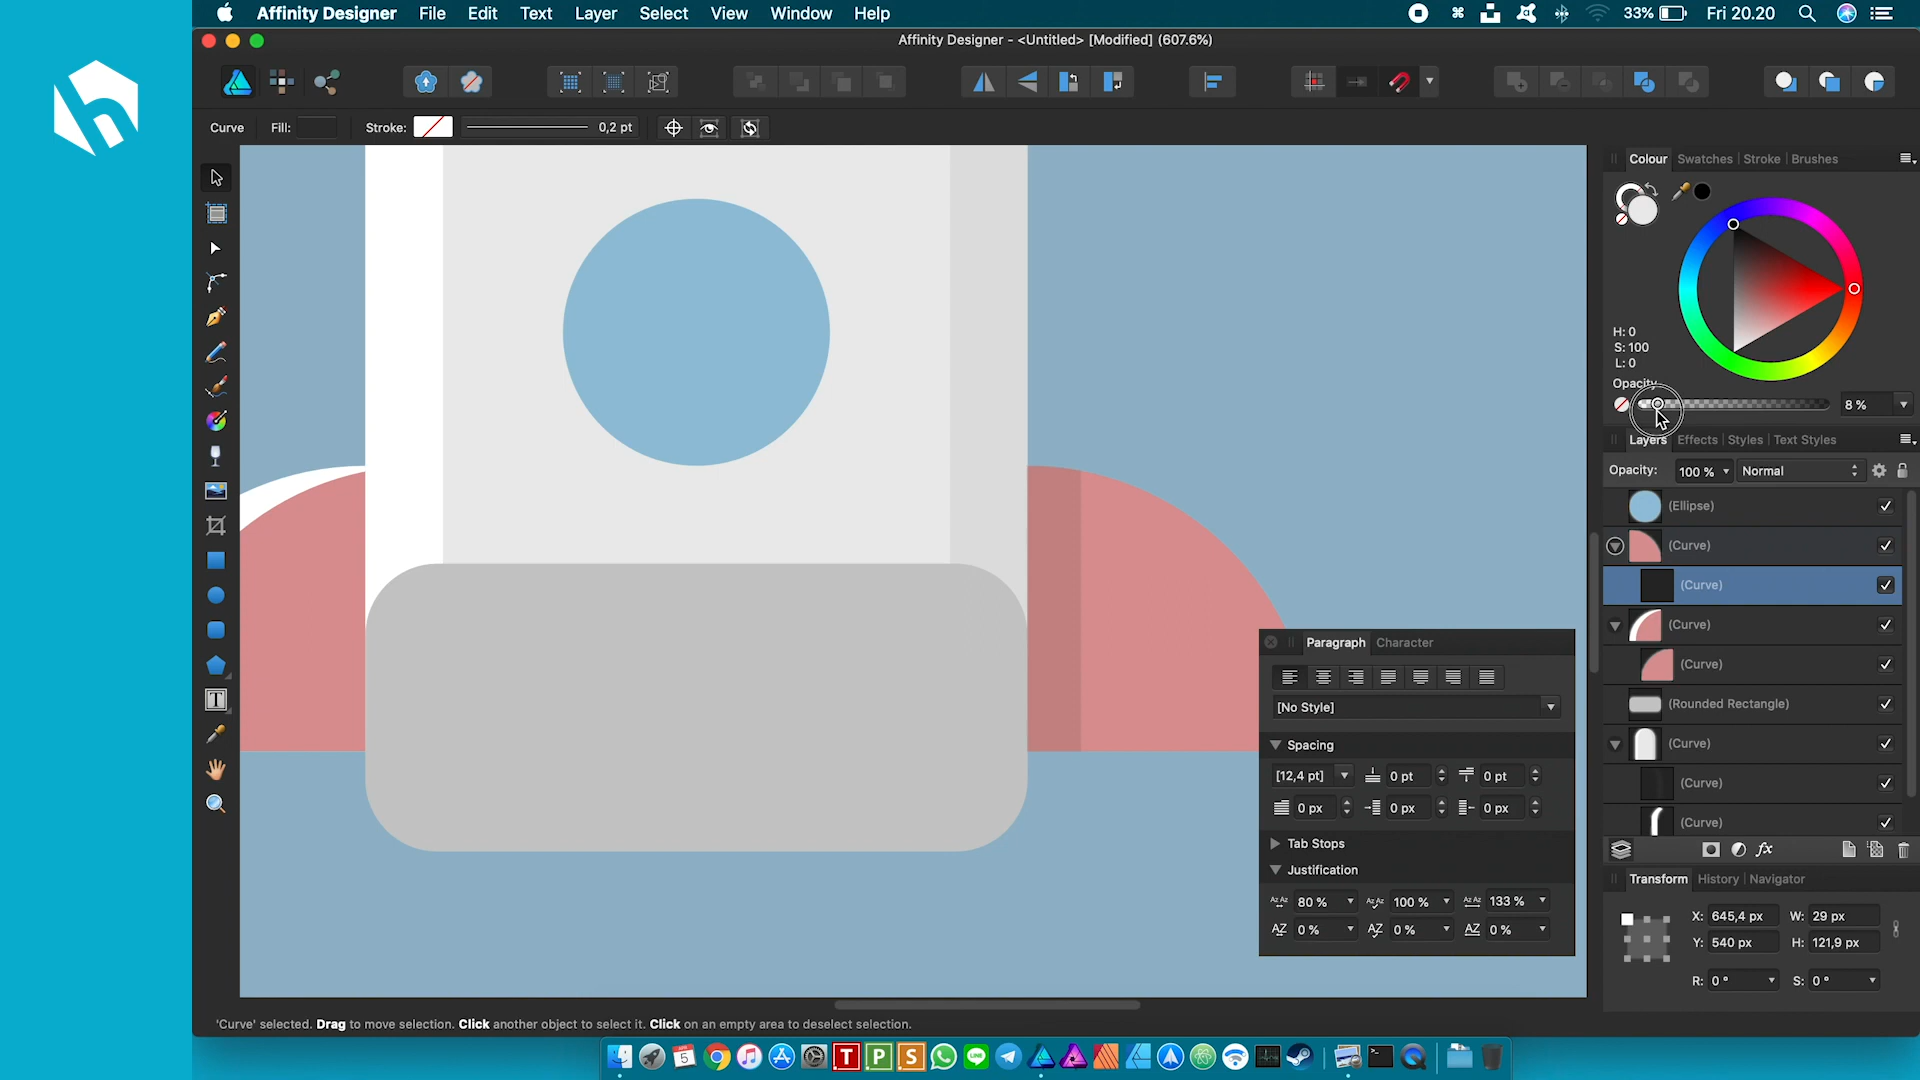 Affinity Designer File Edit Text Layer Select View Window Help 33% Fri 20.20
Affinity Designer - <Untitled> [Modified] (607.6%)
Curve Fill: Stroke: 0,2 pt
Colour Swatches Stroke Brushes
H: 0
S: 100
L: 0
Opacity
8 %
Layers Effects Styles Text Styles
Opacity: 100 % Normal
(Ellipse)
(Curve)
(Curve)
(Curve)
(Curve)
(Rounded Rectangle)
(Curve)
(Curve)
(Curve)
Paragraph Character
[No Style]
Spacing
[12,4 pt] 0 pt 0 pt
0 px 0 px 0 px
Tab Stops
Justification
80 % 100 % 133 %
0 % 0 % 0 %
Transform History Navigator
X: 645,4 px W: 29 px
Y: 540 px H: 121,9 px
R: 0 ° S: 0 °
'Curve' selected. Drag to move selection. Click another object to select it. Click on an empty area to deselect selection.